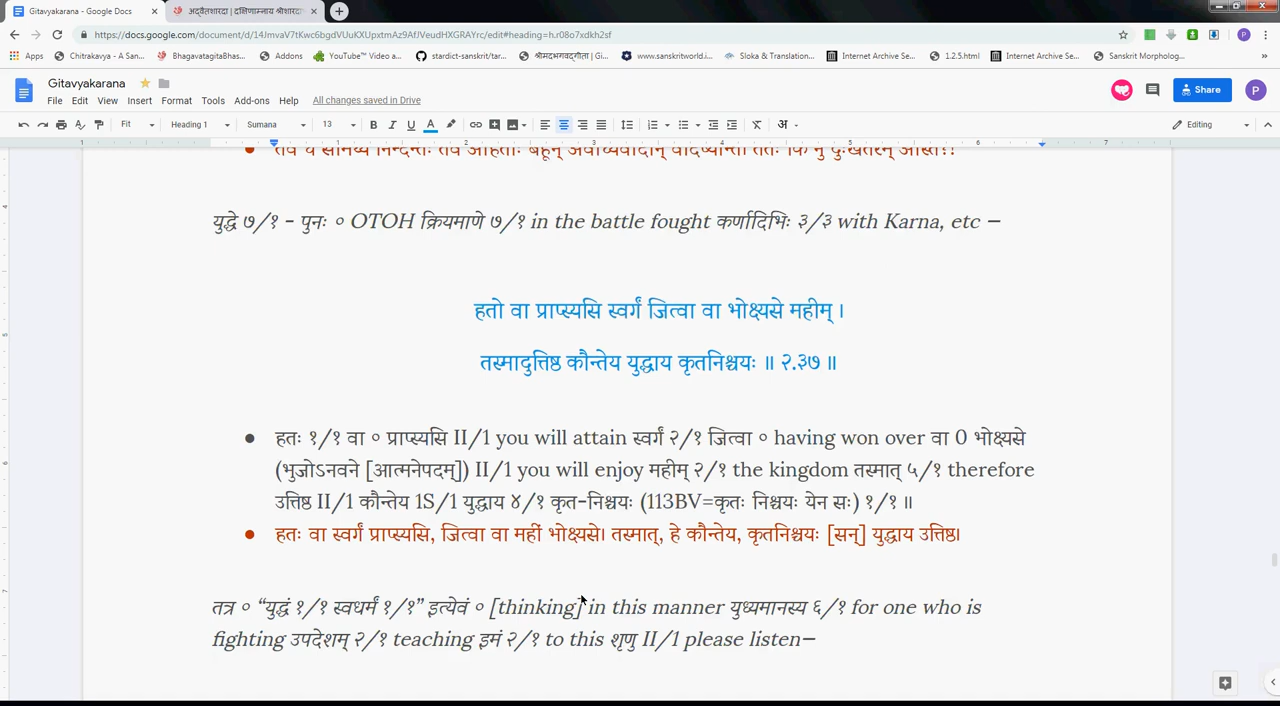 Gitavyakarana - Google Docs
अद्वैतशारदा | दक्षिणाम्नाय श्रीशारदा
https://docs.google.com/document/d/14JmvaV7tKwc6bgdVUuKXUpxtmAz9AfJVeudHXGRAYrc/edit#heading=h.r08o7xdkh2sf
Apps Chitrakavya - A San... BhagavatagitaBhas... Addons YouTube™ Video a... stardict-sanskrit/tar... श्रीमदभगवदगीता | Gi... www.sanskritworld.i... Sloka & Translation... Internet Archive Se... 1.2.5.html Internet Archive Se... Sanskrit Morpholog...
Gitavyakarana
File Edit View Insert Format Tools Add-ons Help All changes saved in Drive
Share
P
Fit Heading 1 Sumana 13 B I U A अ Editing
युद्धे ७/१ - पुनः ० OTOH क्रियमाणे ७/१ in the battle fought कर्णादिभिः ३/३ with Karna, etc —
हतो वा प्राप्स्यसि स्वर्गं जित्वा वा भोक्ष्यसे महीम् ।
तस्मादुत्तिष्ठ कौन्तेय युद्धाय कृतनिश्चयः ॥ २.३७ ॥
● हतः १/१ वा ० प्राप्स्यसि II/1 you will attain स्वर्गं २/१ जित्वा ० having won over वा 0 भोक्ष्यसे
(भुजोऽनवने [आत्मनेपदम्]) II/1 you will enjoy महीम् २/१ the kingdom तस्मात् ५/१ therefore
उत्तिष्ठ II/1 कौन्तेय 1S/1 युद्धाय ४/१ कृत-निश्चयः (113BV=कृतः निश्चयः येन सः) १/१ ॥
● हतः वा स्वर्गं प्राप्स्यसि, जित्वा वा महीं भोक्ष्यसे। तस्मात्, हे कौन्तेय, कृतनिश्चयः [सन्] युद्धाय उत्तिष्ठ।
तत्र ० “युद्धं १/१ स्वधर्मं १/१” इत्येवं ० [thinking] in this manner युध्यमानस्य ६/१ for one who is
fighting उपदेशम् २/१ teaching इमं २/१ to this शृणु II/1 please listen—